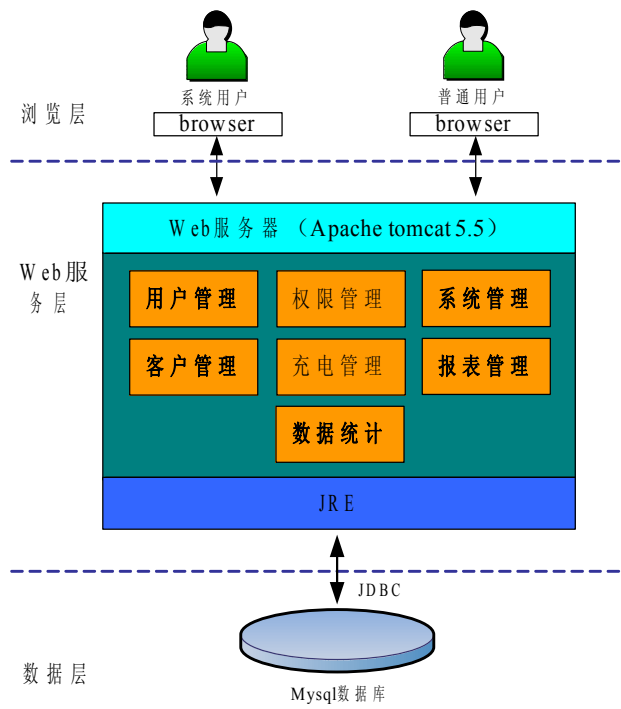 系统用户
普通用户
浏览层
browser
browser
Web服务器（Apache tomcat 5.5）
Web服
务层
用户管理
权限管理
系统管理
客户管理
充电管理
报表管理
数据统计
JRE
JDBC
数据层
Mysql数据库